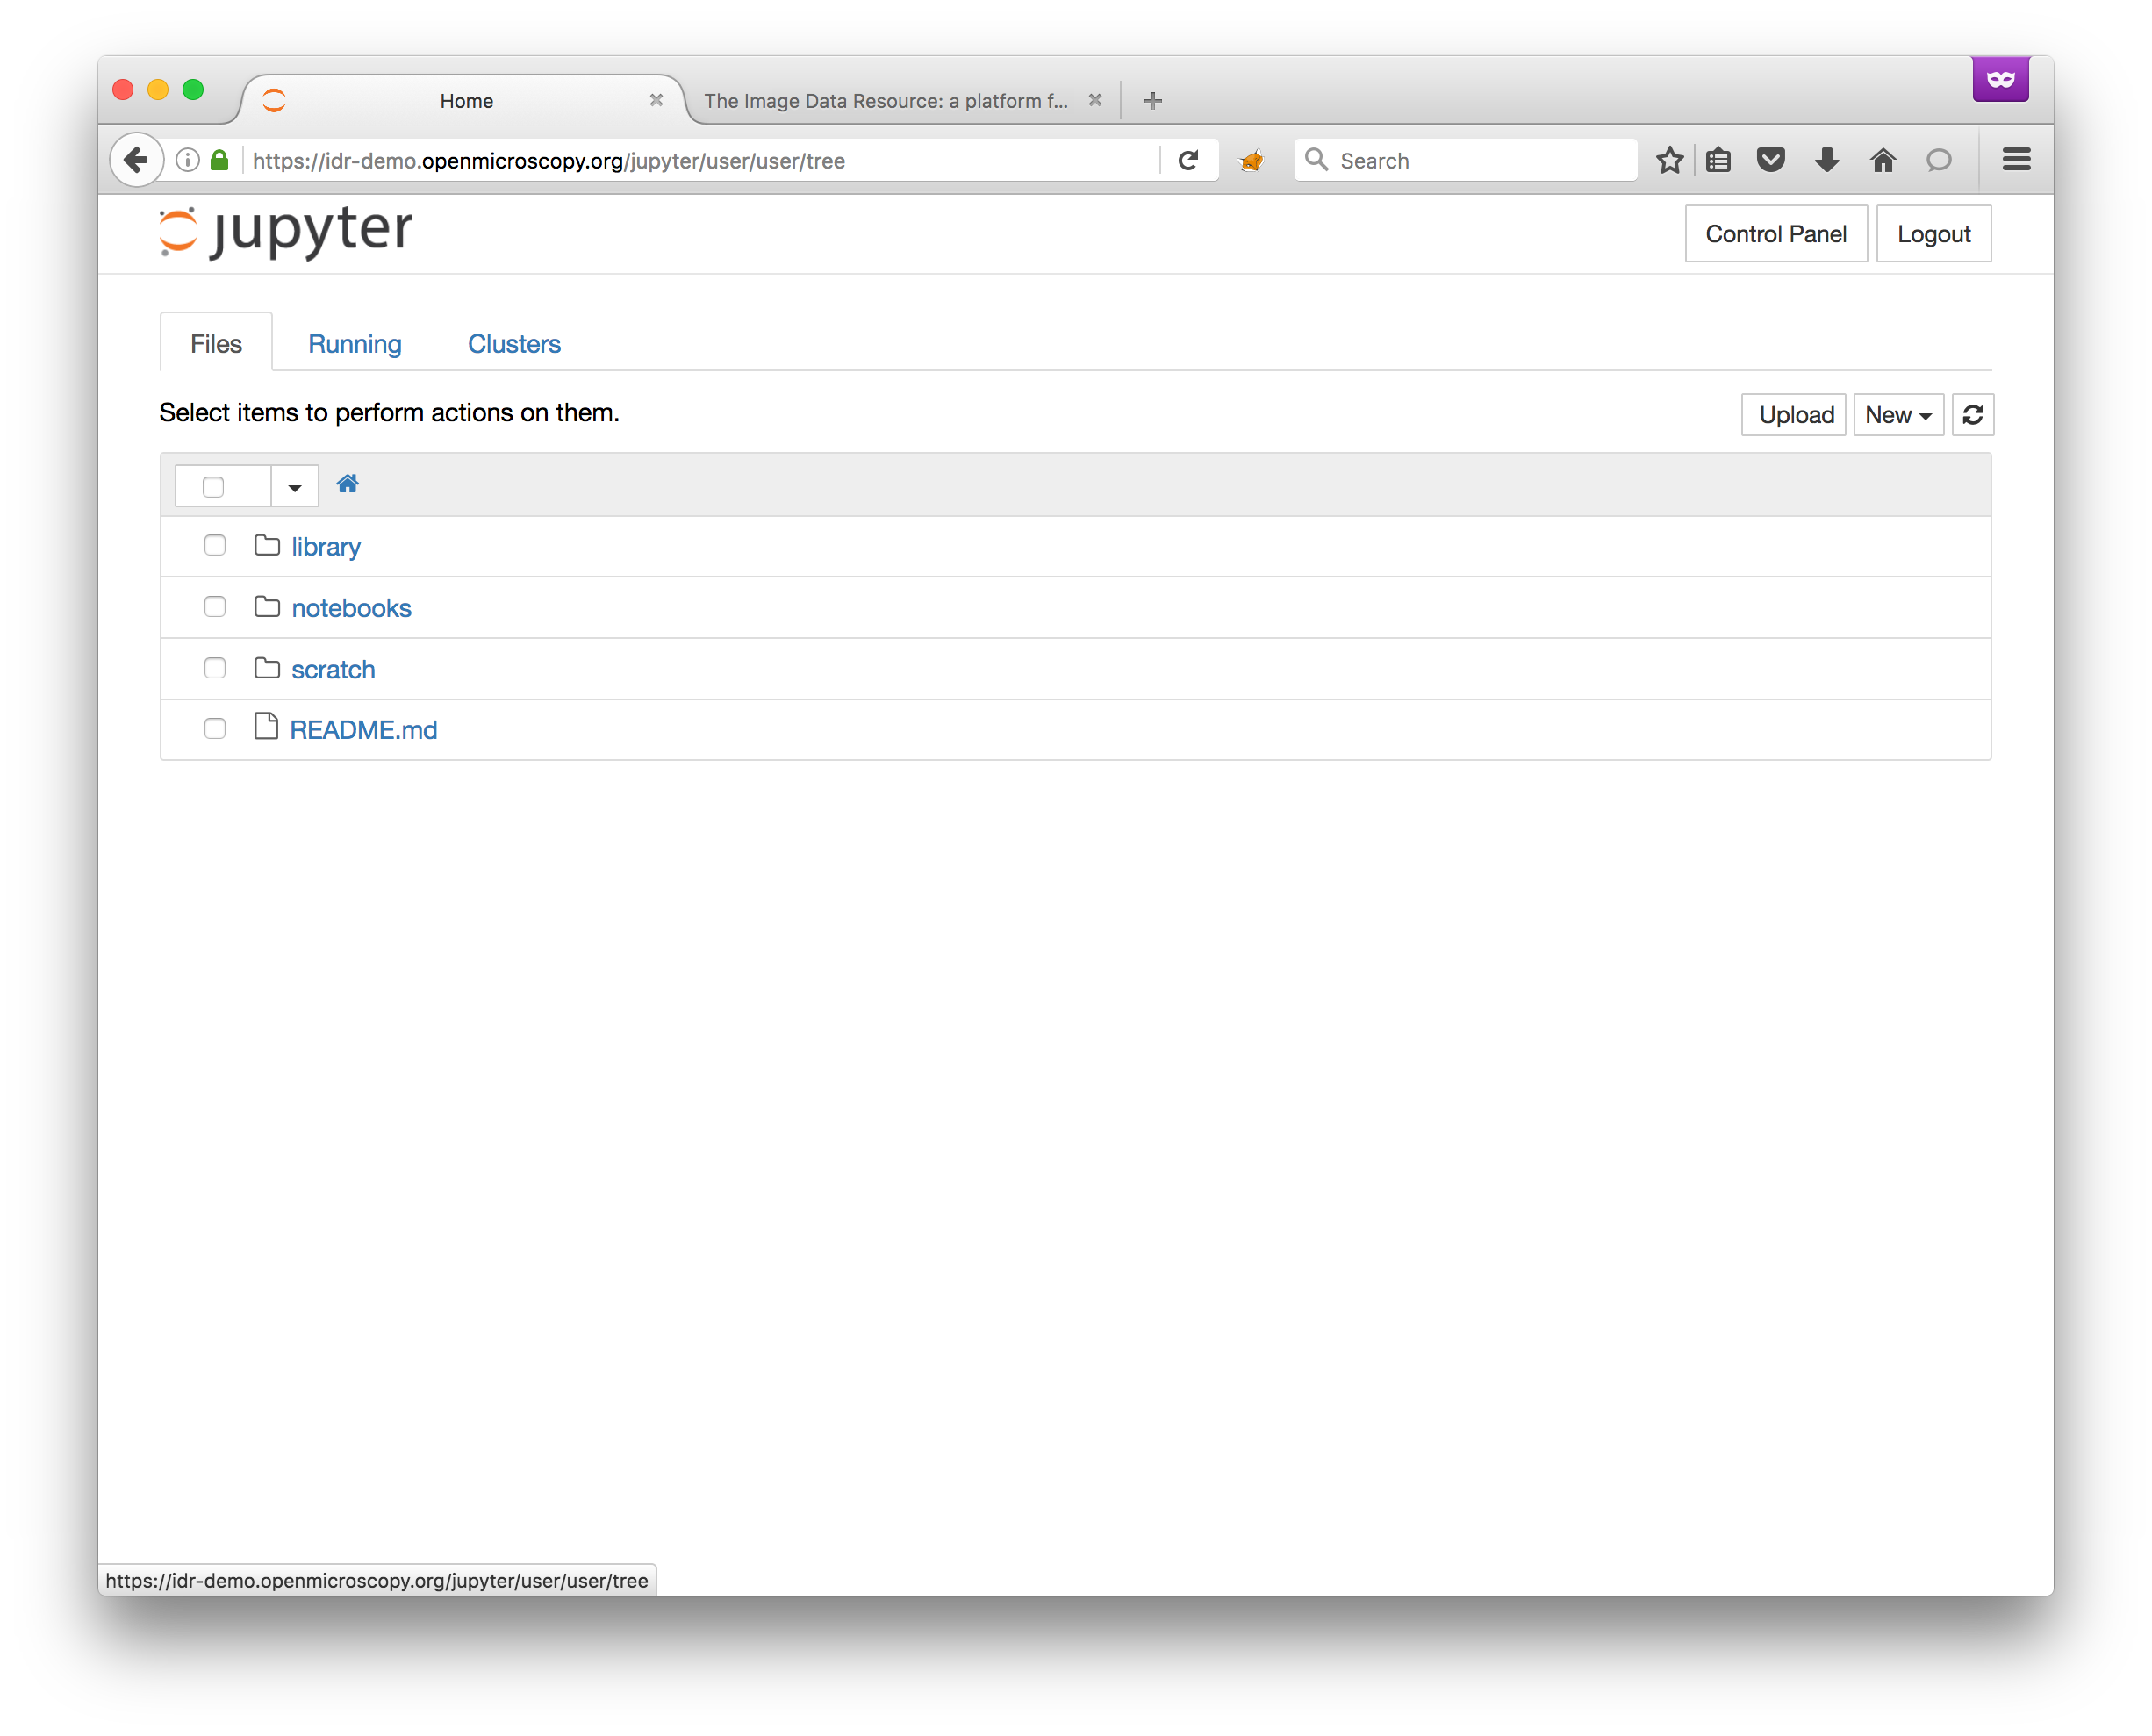 Home
The Image Data Resource: a platform f...
https://idr-demo.openmicroscopy.org/jupyter/user/user/tree
Search
jupyter
Control Panel
Logout
Files
Running
Clusters
Select items to perform actions on them.
Upload
New
library
notebooks
scratch
README.md
https://idr-demo.openmicroscopy.org/jupyter/user/user/tree